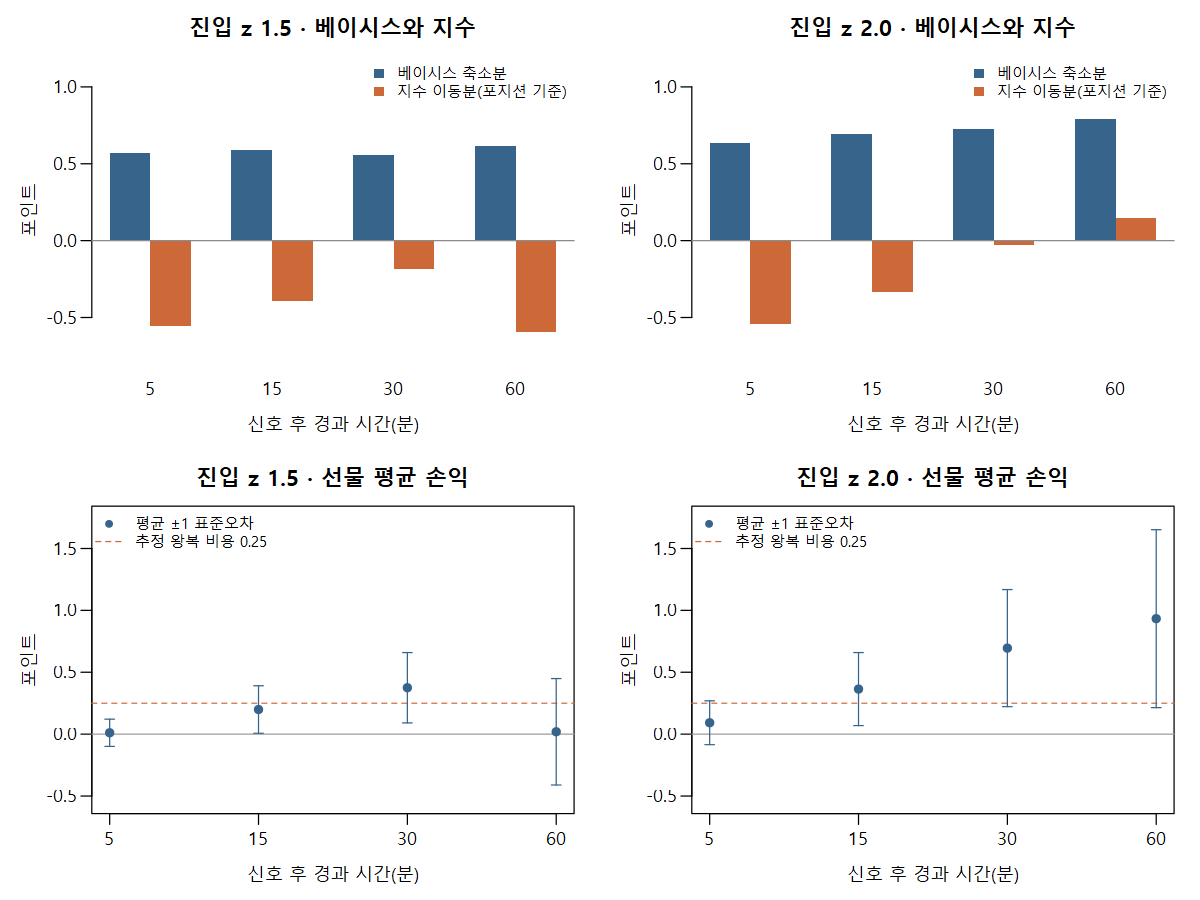 진입 z 1.5 · 베이시스와 지수
베이시스 축소분
지수 이동분(포지션 기준)
포인트
1.0
0.5
0.0
-0.5
5 15 30 60
신호 후 경과 시간(분)
진입 z 2.0 · 베이시스와 지수
베이시스 축소분
지수 이동분(포지션 기준)
포인트
1.0
0.5
0.0
-0.5
5 15 30 60
신호 후 경과 시간(분)
진입 z 1.5 · 선물 평균 손익
평균 ±1 표준오차
추정 왕복 비용 0.25
포인트
1.5
1.0
0.5
0.0
-0.5
5 15 30 60
신호 후 경과 시간(분)
진입 z 2.0 · 선물 평균 손익
평균 ±1 표준오차
추정 왕복 비용 0.25
포인트
1.5
1.0
0.5
0.0
-0.5
5 15 30 60
신호 후 경과 시간(분)